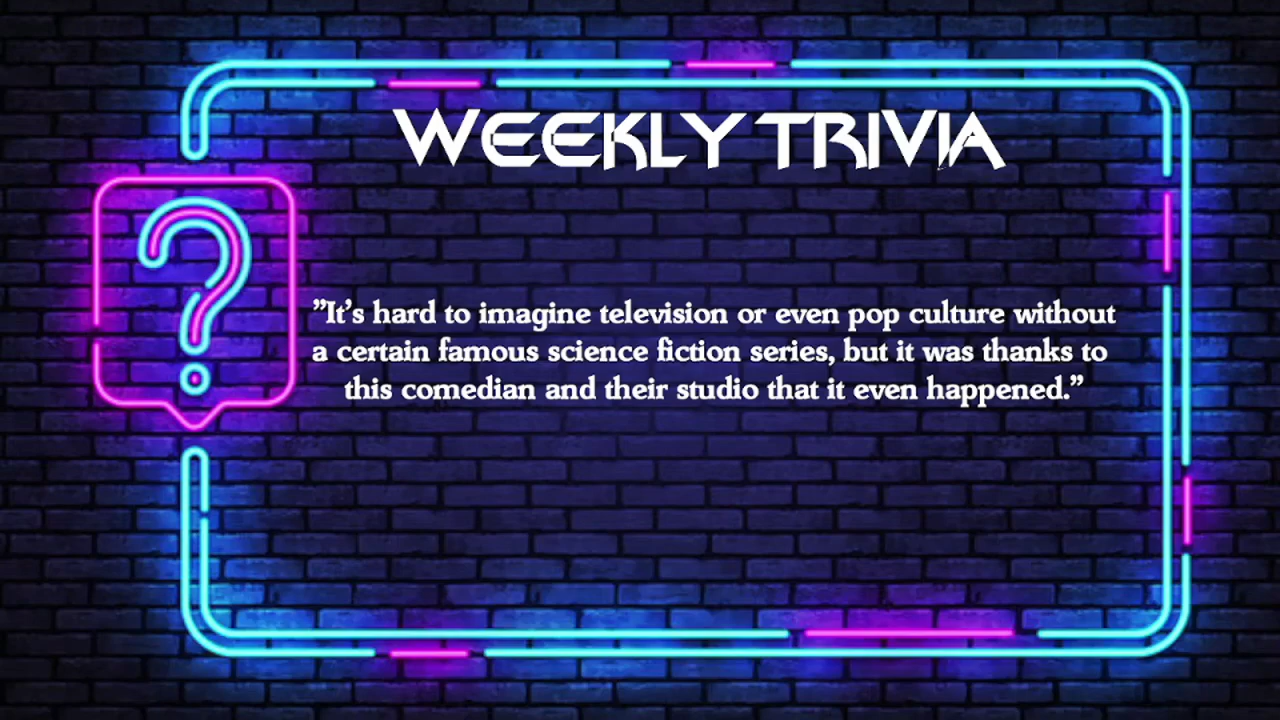 WEEKLY TRIVIA
”It’s hard to imagine television or even pop culture without
a certain famous science fiction series, but it was thanks to
this comedian and their studio that it even happened.”